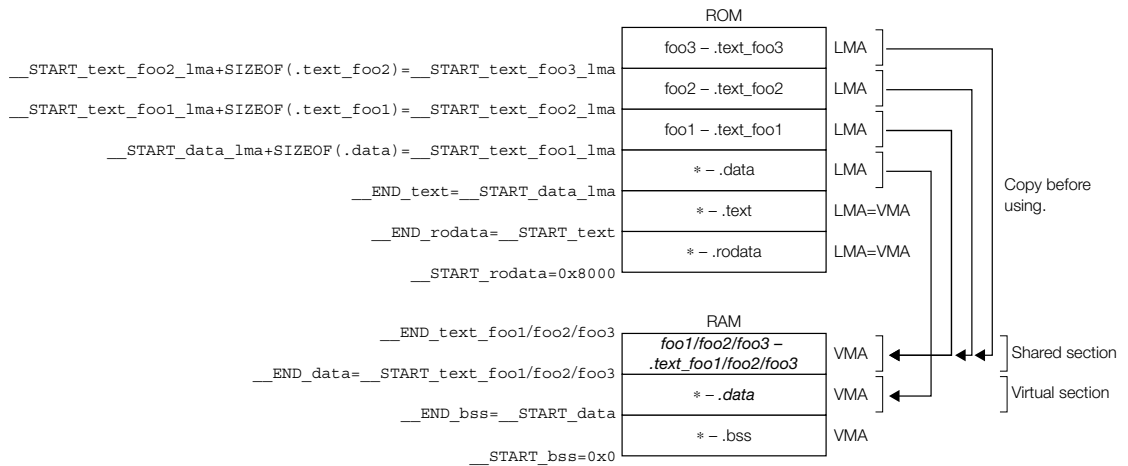 ROM
foo3 – .text_foo3 LMA
__START_text_foo2_lma+SIZEOF(.text_foo2)=__START_text_foo3_lma
foo2 – .text_foo2 LMA
__START_text_foo1_lma+SIZEOF(.text_foo1)=__START_text_foo2_lma
foo1 – .text_foo1 LMA
__START_data_lma+SIZEOF(.data)=__START_text_foo1_lma
* – .data LMA
Copy before
using.
__END_text=__START_data_lma
* – .text LMA=VMA
__END_rodata=__START_text
* – .rodata LMA=VMA
__START_rodata=0x8000
RAM
__END_text_foo1/foo2/foo3
foo1/foo2/foo3 –
.text_foo1/foo2/foo3
VMA Shared section
__END_data=__START_text_foo1/foo2/foo3
* – .data VMA Virtual section
__END_bss=__START_data
* – .bss VMA
__START_bss=0x0